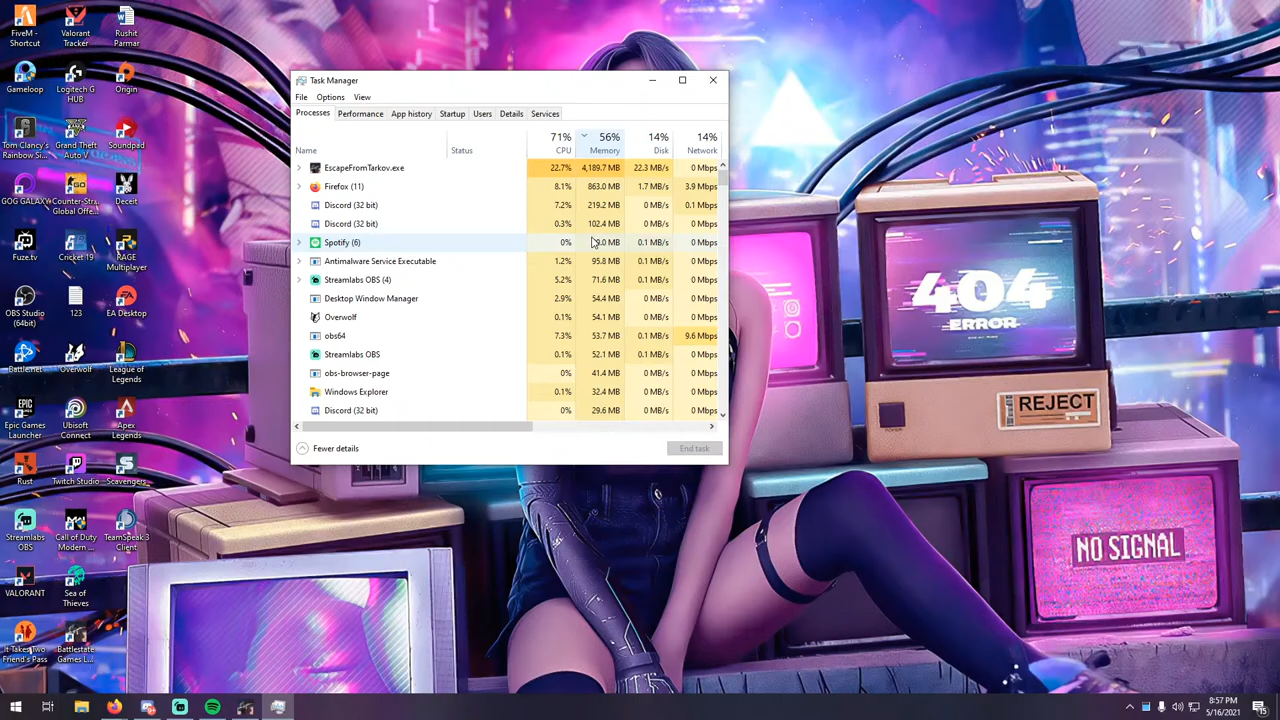 FiveM -
Shortcut
Valorant
Tracker
Rushit
Parmar
Gameloop
Logitech G
HUB
Origin
Tom Clancy's
Rainbow Si...
Grand Theft
Auto V
Soundpad
GOG GALAXY
Counter-Stra
Global Offe...
Deceit
Fuze.tv
Cricket 19
RAGE
Multiplayer
OBS Studio
(64bit)
123
EA Desktop
Battle.net
Overwolf
League of
Legends
Epic Games
Launcher
Ubisoft
Connect
Apex
Legends
Rust
Twitch Studio
Scavengers
Streamlabs
OBS
Call of Duty
Modern ...
TeamSpeak 3
Client
VALORANT
Sea of
Thieves
It Takes Two
Friend's Pass
Battlestate
Games L...
Task Manager
File Options View
Processes Performance App history Startup Users Details Services
71% 56% 14% 14%
Name Status CPU Memory Disk Network
EscapeFromTarkov.exe 22.7% 4,189.7 MB 22.3 MB/s 0 Mbps
Firefox (11) 8.1% 863.0 MB 1.7 MB/s 3.9 Mbps
Discord (32 bit) 7.2% 219.2 MB 0 MB/s 0.1 Mbps
Discord (32 bit) 0.3% 102.4 MB 0 MB/s 0 Mbps
Spotify (6) 0% MB 0.1 MB/s 0 Mbps
Antimalware Service Executable 1.2% 95.8 MB 0.1 MB/s 0 Mbps
Streamlabs OBS (4) 5.2% 71.6 MB 0.1 MB/s 0 Mbps
Desktop Window Manager 2.9% 54.4 MB 0 MB/s 0 Mbps
Overwolf 0.1% 54.1 MB 0 MB/s 0 Mbps
obs64 7.3% 53.7 MB 0.1 MB/s 9.6 Mbps
Streamlabs OBS 0.1% 52.1 MB 0.1 MB/s 0 Mbps
obs-browser-page 0% 41.4 MB 0 MB/s 0 Mbps
Windows Explorer 0.1% 32.4 MB 0 MB/s 0 Mbps
Discord (32 bit) 0% 29.6 MB 0 MB/s 0 Mbps
Fewer details End task
404
ERROR
REJECT
NO SIGNAL
8:57 PM
5/16/2021
15